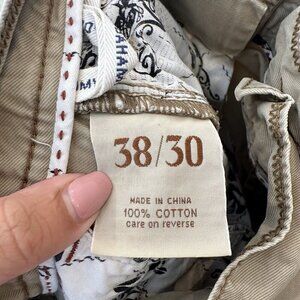 38/30
MADE IN CHINA
100% COTTON
care on reverse